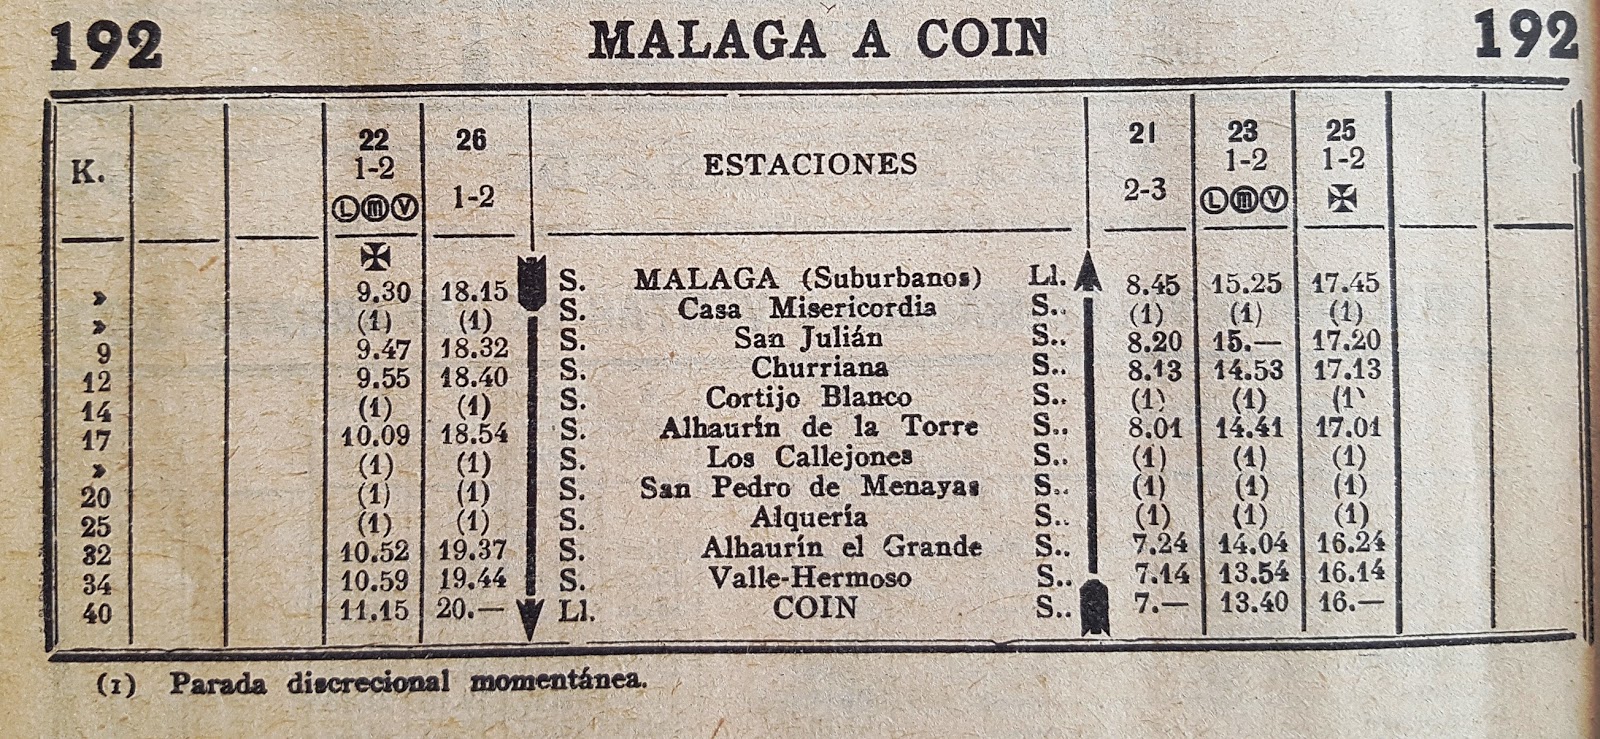 192 MALAGA A COIN 192
K. 22 26 ESTACIONES 21 23 25
1-2 1-2 2-3 1-2 1-2
Ⓛⓜⓥ Ⓛⓜⓥ ✠
✠
» 9.30 18.15 S. MALAGA (Suburbanos) Ll. 8.45 15.25 17.45
» (1) (1) S. Casa Misericordia S.. (1) (1) (1)
9 9.47 18.32 S. San Julián S.. 8.20 15.— 17.20
12 9.55 18.40 S. Churriana S.. 8.13 14.53 17.13
14 (1) (1) S. Cortijo Blanco S.. (1) (1) (1)
17 10.09 18.54 S. Alhaurín de la Torre S.. 8.01 14.41 17.01
» (1) (1) S. Los Callejones S.. (1) (1) (1)
20 (1) (1) S. San Pedro de Menayas S.. (1) (1) (1)
25 (1) (1) S. Alquería S.. (1) (1) (1)
32 10.52 19.37 S. Alhaurín el Grande S.. 7.24 14.04 16.24
34 10.59 19.44 S. Valle-Hermoso S.. 7.14 13.54 16.14
40 11.15 20.— Ll. COIN S.. 7.— 13.40 16.—
(1) Parada discrecional momentánea.